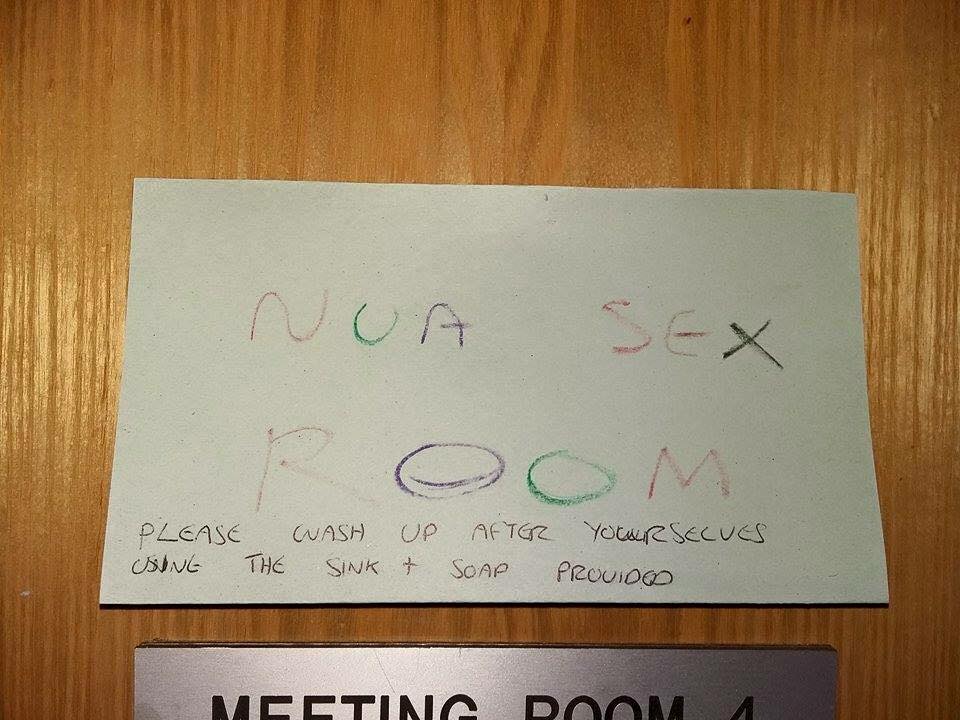 NUA SEX
ROOM
PLEASE WASH UP AFTER YOURSELVES
USING THE SINK + SOAP PROVIDED
MEETING ROOM 4